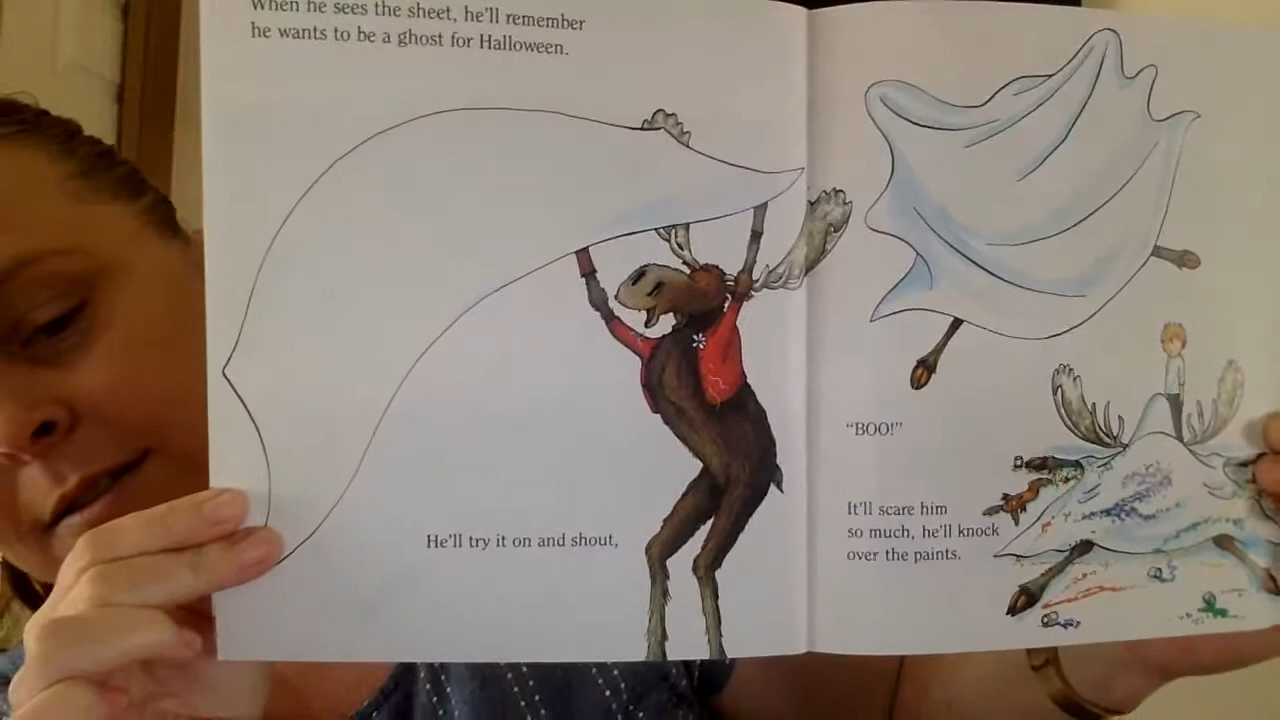 When he sees the sheet, he'll remember
he wants to be a ghost for Halloween.
He'll try it on and shout,
"BOO!"
It'll scare him
so much, he'll knock
over the paints.